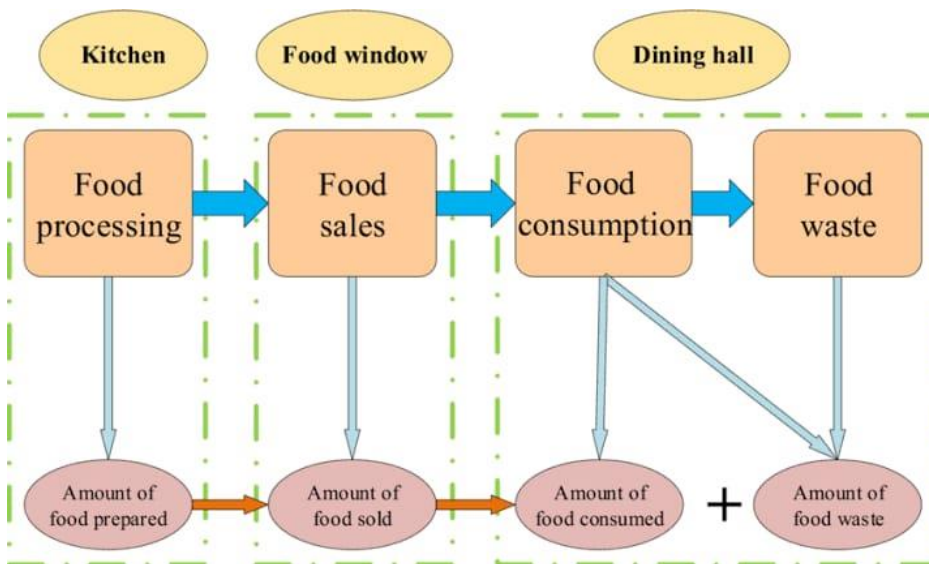 Kitchen
Food window
Dining hall
Food
processing
Food
sales
Food
consumption
Food
waste
Amount of
food prepared
Amount of
food sold
Amount of
food consumed
+
Amount of
food waste